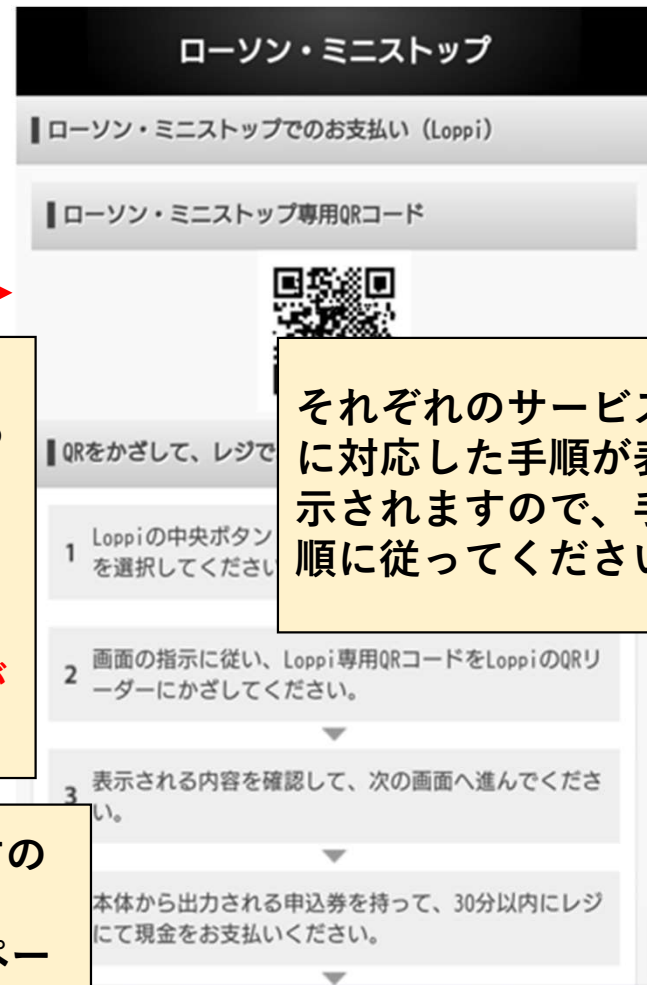 ローソン・ミニストップ
ローソン・ミニストップでのお支払い（Loppi）
ローソン・ミニストップ専用QRコード
それぞれのサービス
に対応した手順が表
示されますので、手
順に従ってください
QRをかざして、レジで
1 Loppiの中央ボタン
を選択してください
2 画面の指示に従い、Loppi専用QRコードをLoppiのQRリ
ーダーにかざしてください。
が
3 表示される内容を確認して、次の画面へ進んでくださ
い。
本体から出力される申込券を持って、30分以内にレジ
にて現金をお支払いください。
ての
ペー